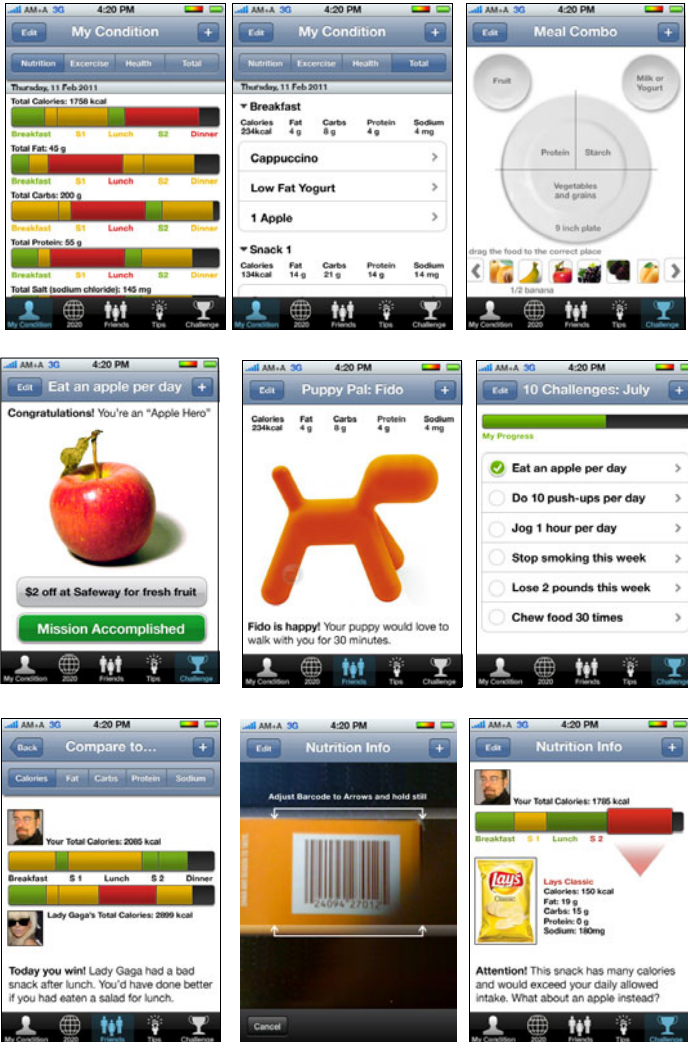 AM+A 3G 4:20 PM
Edit My Condition +
Nutrition Excercise Health Total
Thursday, 11 Feb 2011
Total Calories: 1758 kcal
Breakfast S1 Lunch S2 Dinner
Total Fat: 45 g
Breakfast S1 Lunch S2 Dinner
Total Carbs: 200 g
Breakfast S1 Lunch S2 Dinner
Total Protein: 55 g
Breakfast S1 Lunch S2 Dinner
Total Salt (sodium chloride): 145 mg
My Condition 2020 Friends Tips Challenge
AM+A 3G 4:20 PM
Edit My Condition +
Nutrition Excercise Health Total
Thursday, 11 Feb 2011
Breakfast
Calories Fat Carbs Protein Sodium
234kcal 4 g 8 g 4 g 4 mg
Cappuccino
Low Fat Yogurt
1 Apple
Snack 1
Calories Fat Carbs Protein Sodium
134kcal 14 g 21 g 14 g 14 mg
My Condition 2020 Friends Tips Challenge
AM+A 3G 4:20 PM
Edit Meal Combo +
Fruit
Milk or
Yogurt
Protein Starch
Vegetables
and grains
9 inch plate
drag the food to the correct place
1/2 banana
My Condition 2020 Friends Tips Challenge
AM+A 3G 4:20 PM
Edit Eat an apple per day +
Congratulations! You're an "Apple Hero"
$2 off at Safeway for fresh fruit
Mission Accomplished
My Condition 2020 Friends Tips Challenge
AM+A 3G 4:20 PM
Edit Puppy Pal: Fido +
Calories Fat Carbs Protein Sodium
234kcal 4 g 8 g 4 g 4 mg
Fido is happy! Your puppy would love to
walk with you for 30 minutes.
My Condition 2020 Friends Tips Challenge
AM+A 3G 4:20 PM
Edit 10 Challenges: July +
My Progress
Eat an apple per day
Do 10 push-ups per day
Jog 1 hour per day
Stop smoking this week
Lose 2 pounds this week
Chew food 30 times
My Condition 2020 Friends Tips Challenge
AM+A 3G 4:20 PM
Back Compare to... +
Calories Fat Carbs Protein Sodium
Your Total Calories: 2085 kcal
Breakfast S 1 Lunch S 2 Dinner
Lady Gaga's Total Calories: 2899 kcal
Today you win! Lady Gaga had a bad
snack after lunch. You'd have done better
if you had eaten a salad for lunch.
My Condition 2020 Friends Tips Challenge
AM+A 3G 4:20 PM
Edit Nutrition Info +
Adjust Barcode to Arrows and hold still
24094 27012
Cancel
AM+A 3G 4:20 PM
Edit Nutrition Info +
Your Total Calories: 1785 kcal
Breakfast S 1 Lunch S 2
Lays
Classic
Lays Classic
Calories: 150 kcal
Fat: 19 g
Carbs: 15 g
Protein: 0 g
Sodium: 180mg
Attention! This snack has many calories
and would exceed your daily allowed
intake. What about an apple instead?
My Condition 2020 Friends Tips Challenge